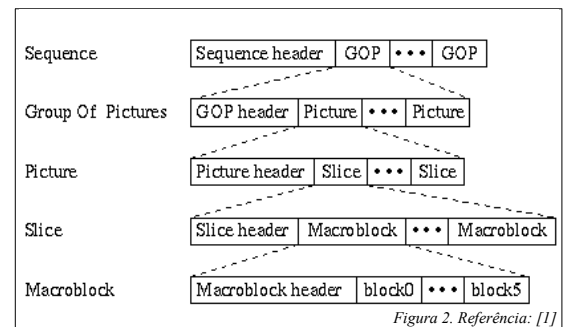 Sequence Sequence header GOP • • • GOP
Group Of Pictures GOP header Picture • • • Picture
Picture Picture header Slice • • • Slice
Slice Slice header Macroblock • • • Macroblock
Macroblock Macroblock header block0 • • • block5
Figura 2. Referência: [1]